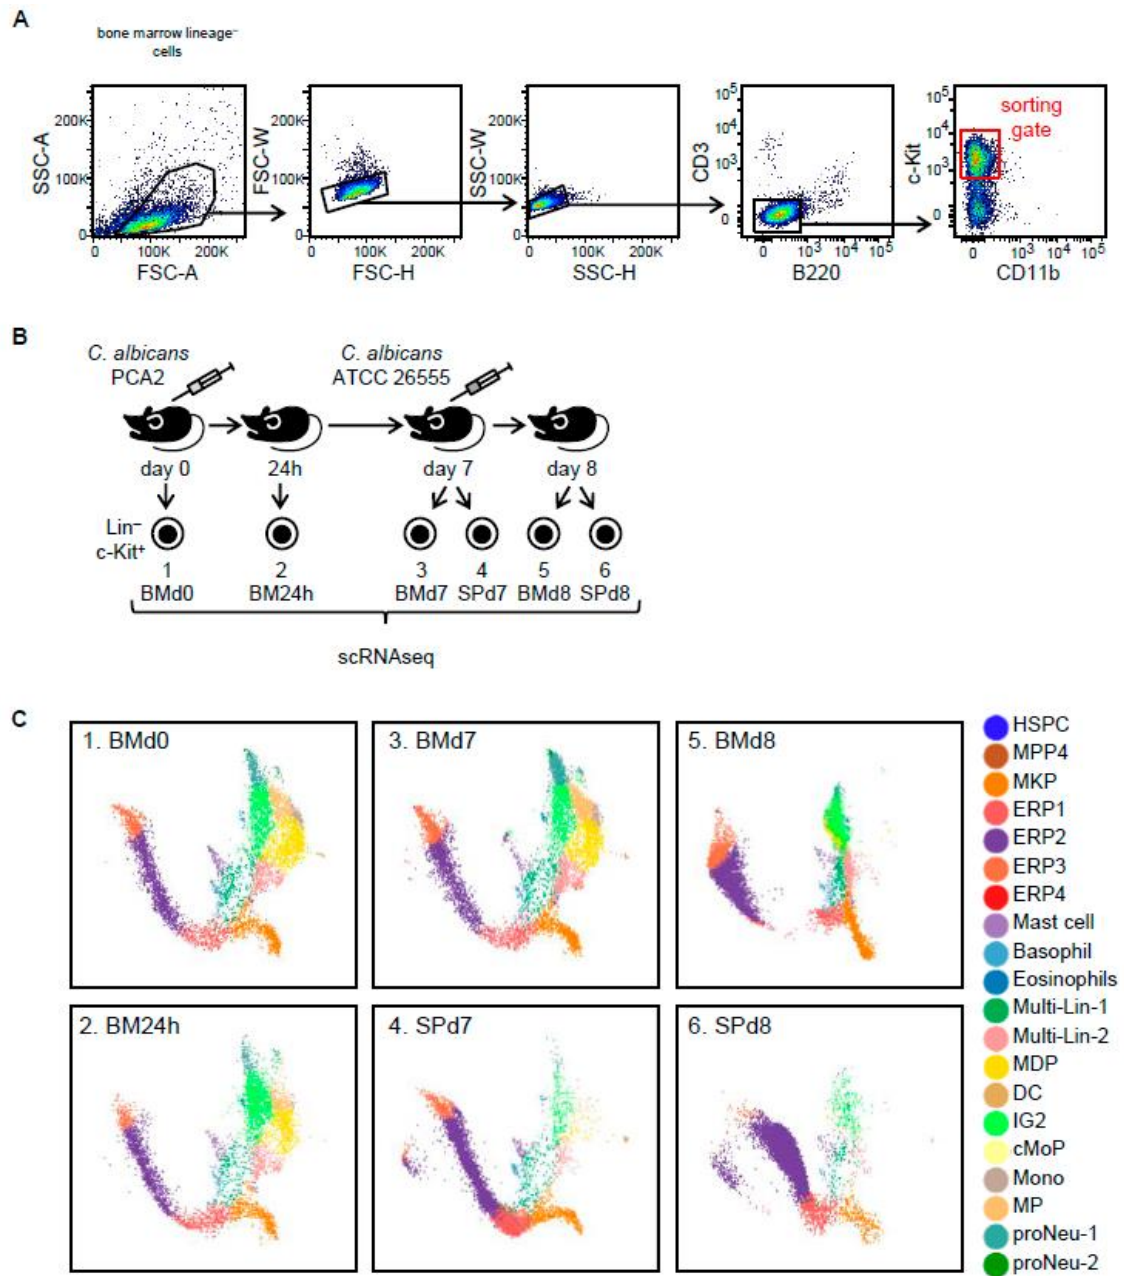 A
bone marrow lineage⁻
cells
SSC-A
200K
100K
0
0 100K 200K
FSC-A
FSC-W
200K
100K
0
0 100K 200K
FSC-H
SSC-W
200K
100K
0
0 100K 200K
SSC-H
CD3
10⁵
10⁴
10³
0
0 10³ 10⁴ 10⁵
B220
c-Kit
10⁵
10⁴
10³
0
0 10³ 10⁴ 10⁵
CD11b
sorting
gate
B
C. albicans
PCA2
C. albicans
ATCC 26555
day 0 24h day 7 day 8
Lin⁻
c-Kit⁺
1 2 3 4 5 6
BMd0 BM24h BMd7 SPd7 BMd8 SPd8
scRNAseq
C
1. BMd0
3. BMd7
5. BMd8
2. BM24h
4. SPd7
6. SPd8
HSPC
MPP4
MKP
ERP1
ERP2
ERP3
ERP4
Mast cell
Basophil
Eosinophils
Multi-Lin-1
Multi-Lin-2
MDP
DC
IG2
cMoP
Mono
MP
proNeu-1
proNeu-2